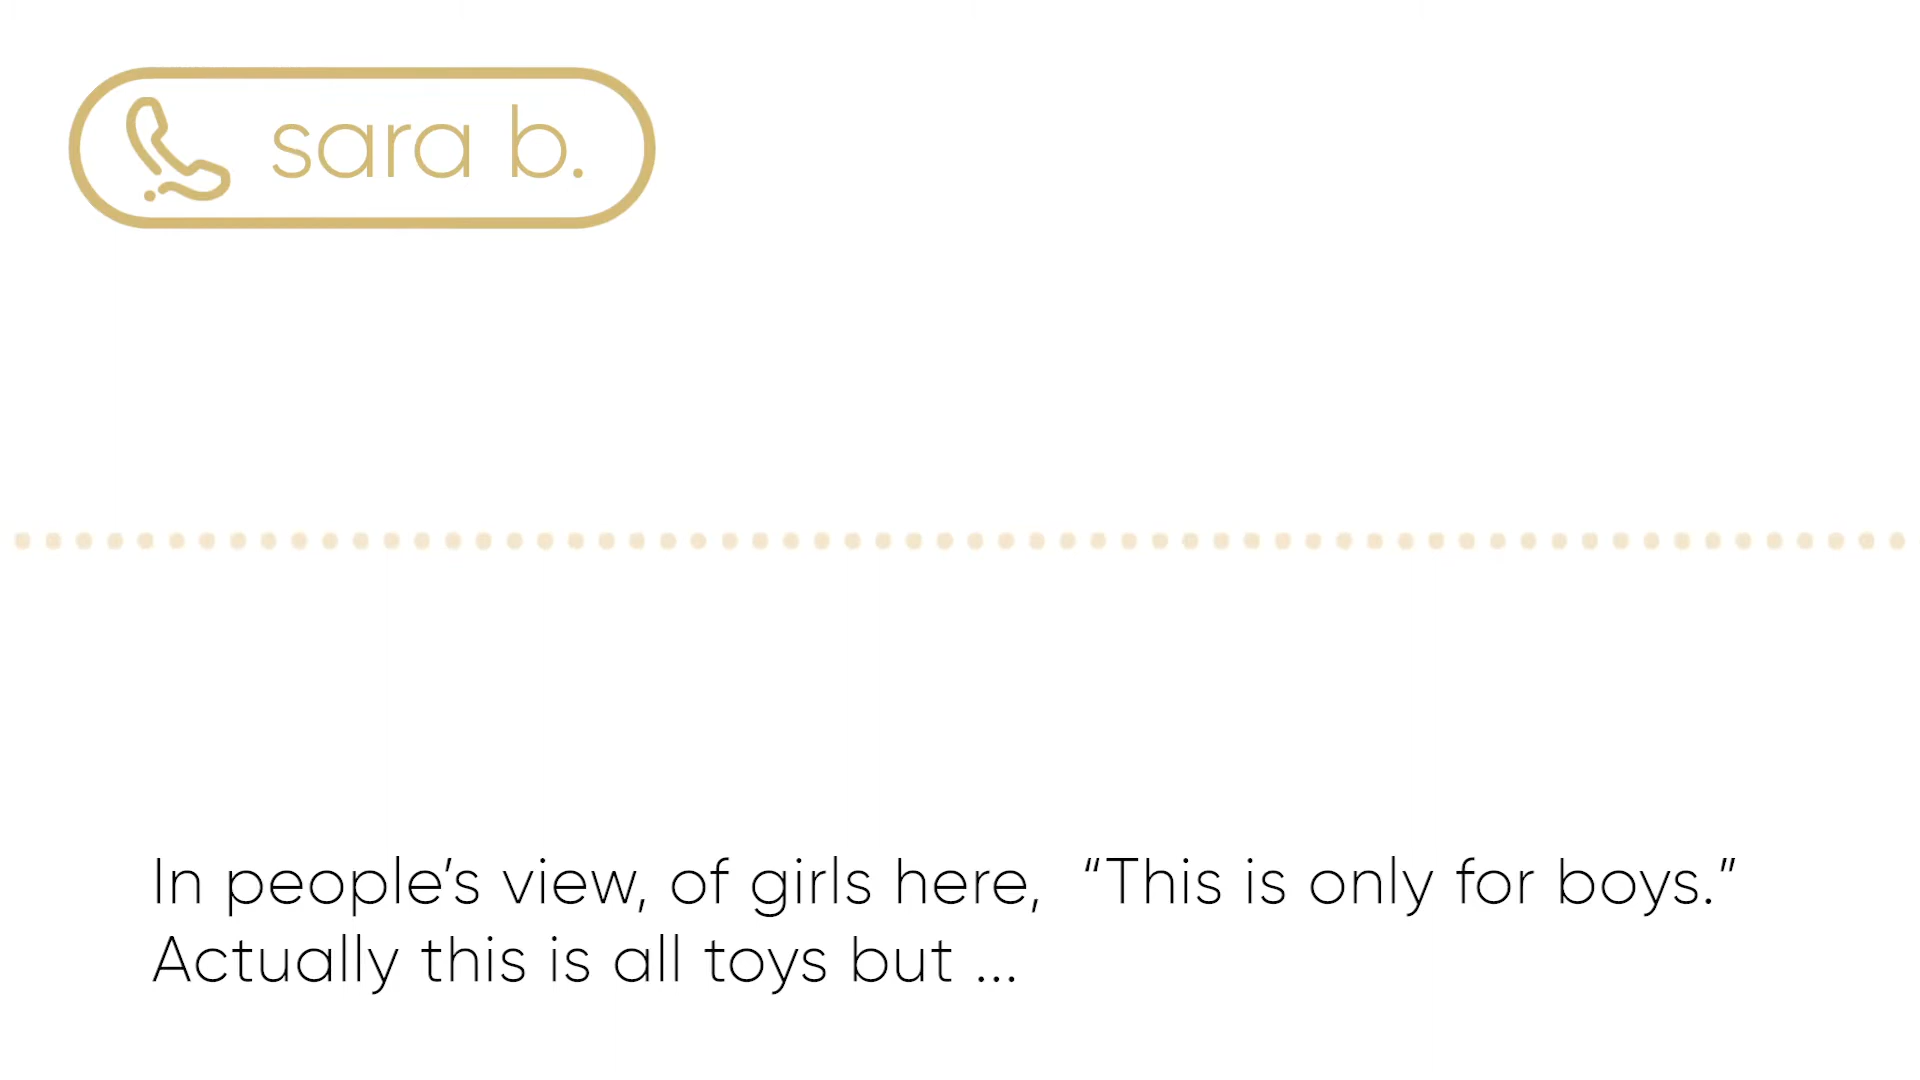 sara b.
In people’s view, of girls here,  “This is only for boys.”
Actually this is all toys but ...